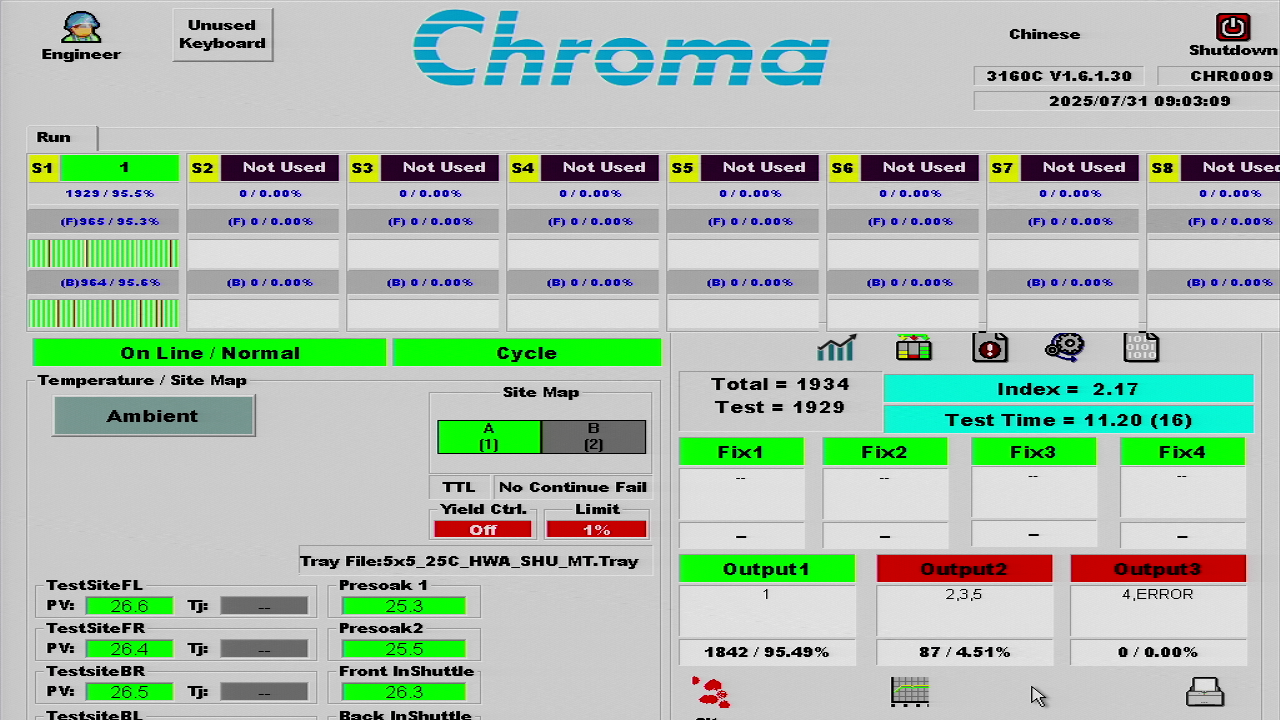 Engineer
Unused
Keyboard
Chroma
Chinese
Shutdown
3160C V1.6.1.30
CHR0009
2025/07/31 09:03:09
Run
S1 1 S2 Not Used S3 Not Used S4 Not Used S5 Not Used S6 Not Used S7 Not Used S8 Not Us
1929 / 95.5% 0 / 0.00% 0 / 0.00% 0 / 0.00% 0 / 0.00% 0 / 0.00% 0 / 0.00% 0 / 0.00%
(F)965 / 95.3% (F) 0 / 0.00% (F) 0 / 0.00% (F) 0 / 0.00% (F) 0 / 0.00% (F) 0 / 0.00% (F) 0 / 0.00% (F) 0 / 0.00%
(B)964 / 95.6% (B) 0 / 0.00% (B) 0 / 0.00% (B) 0 / 0.00% (B) 0 / 0.00% (B) 0 / 0.00% (B) 0 / 0.00% (B) 0 / 0.00%
On Line / Normal Cycle
Temperature / Site Map
Ambient
Site Map
A B
(1) (2)
TTL No Continue Fail
Yield Ctrl. Limit
Off 1%
Tray File:5x5_25C_HWA_SHU_MT.Tray
TestSiteFL
PV: 26.6 Tj: --
TestSiteFR
PV: 26.4 Tj: --
TestsiteBR
PV: 26.5 Tj: --
TestsiteBL
Presoak 1
25.3
Presoak2
25.5
Front InShuttle
26.3
Back InShuttle
Total = 1934
Test = 1929
Index = 2.17
Test Time = 11.20 (16)
Fix1 Fix2 Fix3 Fix4
-- -- -- --
-- -- -- --
Output1 Output2 Output3
1 2,3,5 4,ERROR
1842 / 95.49% 87 / 4.51% 0 / 0.00%